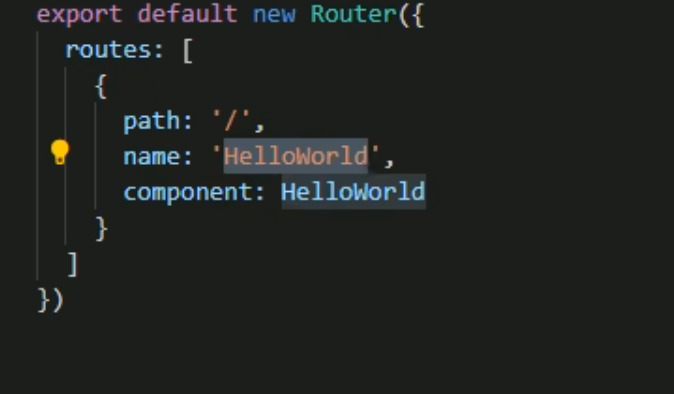 export default new Router({
  routes: [
    {
      path: '/',
      name: 'HelloWorld',
      component: HelloWorld
    }
  ]
})